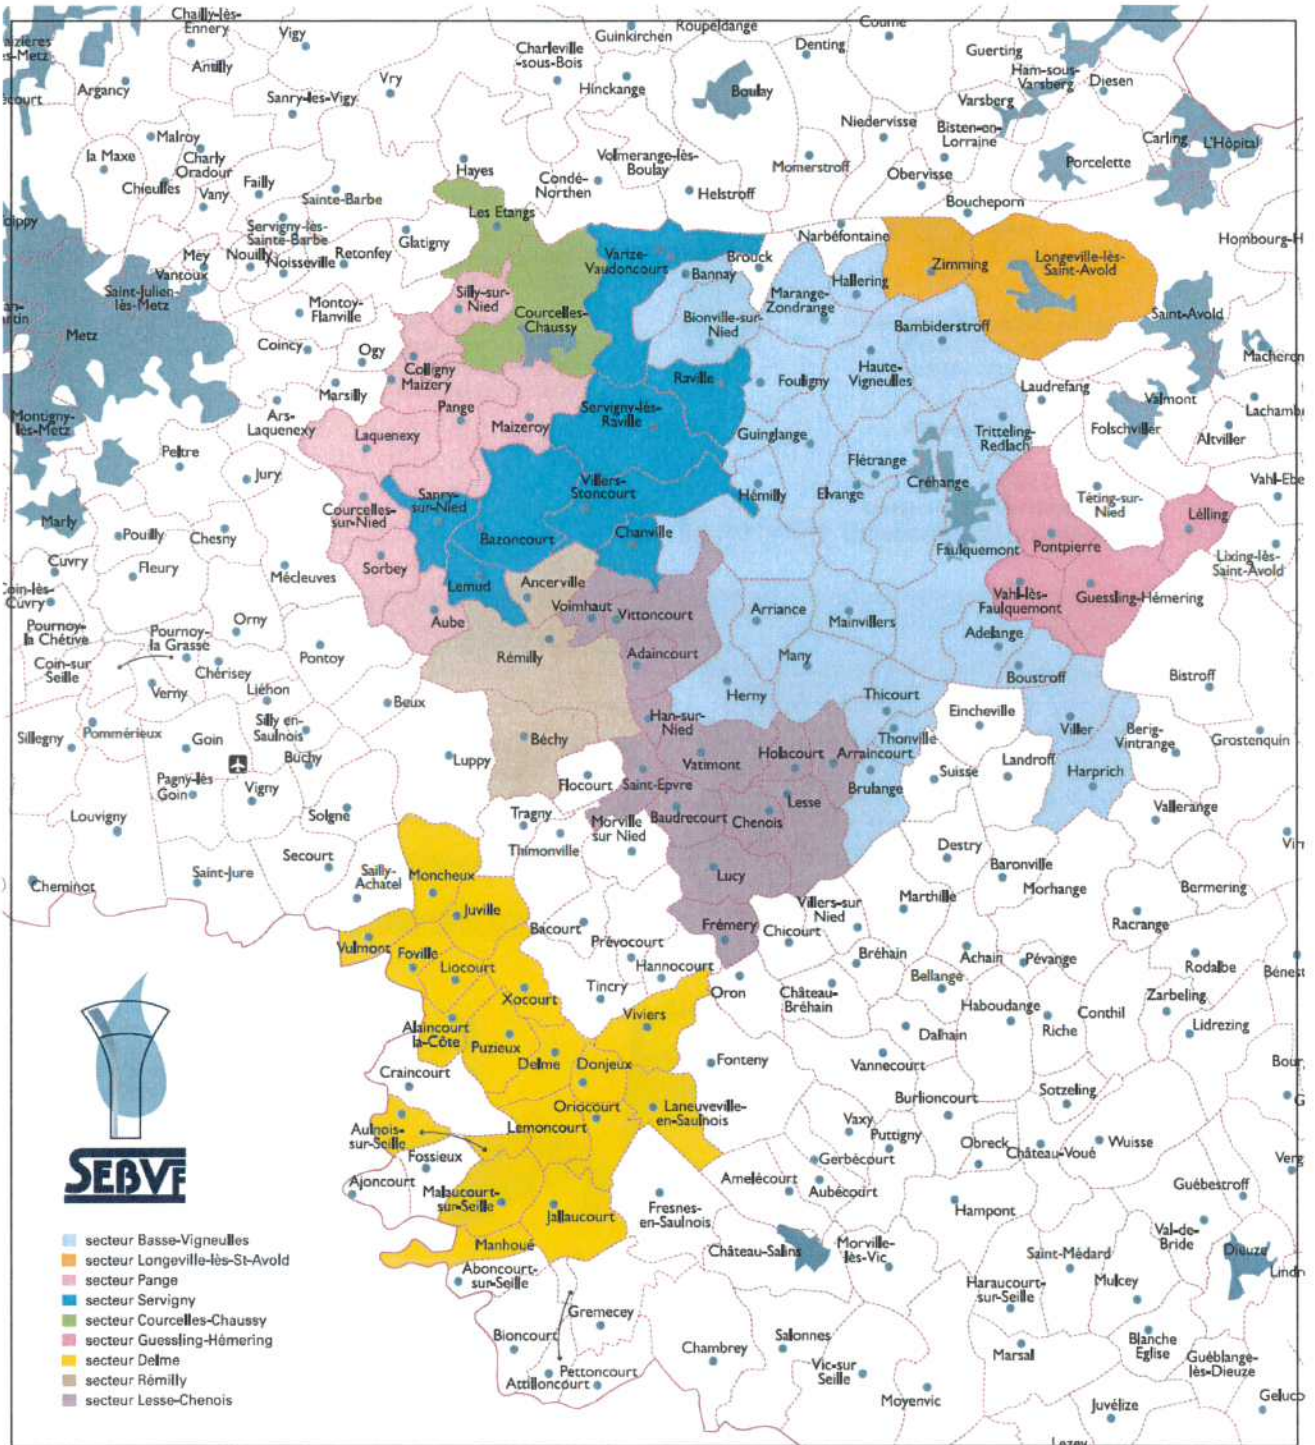 Chailly-lès-
Ennery
Vigy
Guinkirchen
Roupeldange
Coume
Denting
Guerting
Charleville
-sous-Bois
Antilly
Vry
Argancy
Sanry-les-Vigy
Hinckange
Boulay
Ham-sous-
Varsberg
Diesen
Varsberg
Niedervisse
Bisten-en-
Lorraine
Carling
L'Hôpital
Porcelette
Malroy
la Maxe
Charly
Oradour
Chieulles
Vany
Failly
Sainte-Barbe
Hayes
Condé-
Northen
Volmerange-lès-
Boulay
Helstroff
Momerstroff
Obervisse
Boucheporn
Les Etangs
Servigny-lès-
Sainte-Barbe
Glatigny
Mey
Nouilly
Noisseville
Retonfey
Vantoux
Saint-Julien-
lès-Metz
Metz
Montoy-
Flanville
Silly-sur-
Nied
Courcelles-
Chaussy
Varize-
Vaudoncourt
Bannay
Brouck
Narbéfontaine
Hallering
Marange-
Zondrange
Zimming
Longeville-lès-
Saint-Avold
Hombourg-H
Saint-Avold
Bionville-sur-
Nied
Bambiderstroff
Macheren
Coincy
Ogy
Colligny
Maizery
Marsilly
Pange
Raville
Fouligny
Haute-
Vigneulles
Laudrefang
Valmont
Folschviller
Lachamb
Altviller
Montigny-
lès-Metz
Ars-
Laquenexy
Laquenexy
Maizeroy
Servigny-lès-
Raville
Guinglange
Tritteling-
Redlach
Peltre
Jury
Flétrange
Créhange
Elvange
Hémilly
Villers-
Stoncourt
Téting-sur-
Nied
Vahl-Ebe
Lelling
Marly
Courcelles-
sur-Nied
Sanry-
sur-Nied
Bazoncourt
Chanville
Faulquemont
Pontpierre
Lixing-lès-
Saint-Avold
Pouilly
Chesny
Cuvry
Fleury
Mécleuves
Sorbey
Lemud
Ancerville
Voimhaut
Vittoncourt
Vahl-lès-
Faulquemont
Guessling-Hémering
Coin-lès-
Cuvry
Pournoy-
la Chétive
Orny
Pournoy-
la Grasse
Aube
Arriance
Mainvillers
Adelange
Coin-sur
Seille
Chérisey
Pontoy
Rémilly
Adaincourt
Many
Boustroff
Bistroff
Verny
Liéhon
Beux
Herny
Thicourt
Eincheville
Sillegny
Pommérieux
Goin
Silly en-
Saulnois
Buchy
Luppy
Béchy
Han-sur-
Nied
Vatimont
Holacourt
Arraincourt
Thonville
Viller
Berig-
Vintrange
Grostenquin
Pagny-lès
Goin
Vigny
Flocourt
Saint-Epvre
Lesse
Brulange
Suisse
Landroff
Harprich
Vallerange
Louvigny
Solgne
Tragny
Morville
sur Nied
Baudrecourt
Chenois
Thimonville
Secourt
Destry
Baronville
Morhange
Cheminot
Saint-Jure
Sailly-
Achatel
Moncheux
Lucy
Marthille
Bermering
Juville
Villers-sur
Nied
Racrange
Frémery
Chicourt
Bacourt
Prévocourt
Vulmont
Foville
Liocourt
Hannocourt
Bréhain
Achain
Pévange
Rodalbe
Bénest
Bellange
Tincry
Xocourt
Oron
Château-
Bréhain
Haboudange
Conthil
Zarbeling
Riche
Lidrezing
Alaincourt
la-Côte
Puzieux
Viviers
Dalhain
Delme
Donjeux
Fonteny
Vannecourt
Craincourt
Sotzeling
Burlioncourt
Oriocourt
Laneuveville-
en-Saulnois
Vaxy
Puttigny
Aulnois-
sur-Seille
Lemoncourt
Obreck
Château-Voué
Wuisse
Fossieux
Gerbécourt
Amelécourt
Aubécourt
Ajoncourt
Malaucourt-
sur-Seille
Jallaucourt
Fresnes-
en-Saulnois
Hampont
Guébestroff
Val-de-
Bride
Manhoué
Château-Salins
Morville-
lès-Vic
Saint-Médard
Dieuze
Aboncourt-
sur-Seille
Haraucourt-
sur-Seille
Mulcey
Gremecey
Bioncourt
Salonnes
Chambrey
Marsal
Blanche
Eglise
Guéblange-
lès-Dieuze
Vic-sur
Seille
Pettoncourt
Attilloncourt
Moyenvic
Juvélize
Lezey
SEBVF
secteur Basse-Vigneulles
secteur Longeville-lès-St-Avold
secteur Pange
secteur Servigny
secteur Courcelles-Chaussy
secteur Guessling-Hémering
secteur Delme
secteur Rémilly
secteur Lesse-Chenois